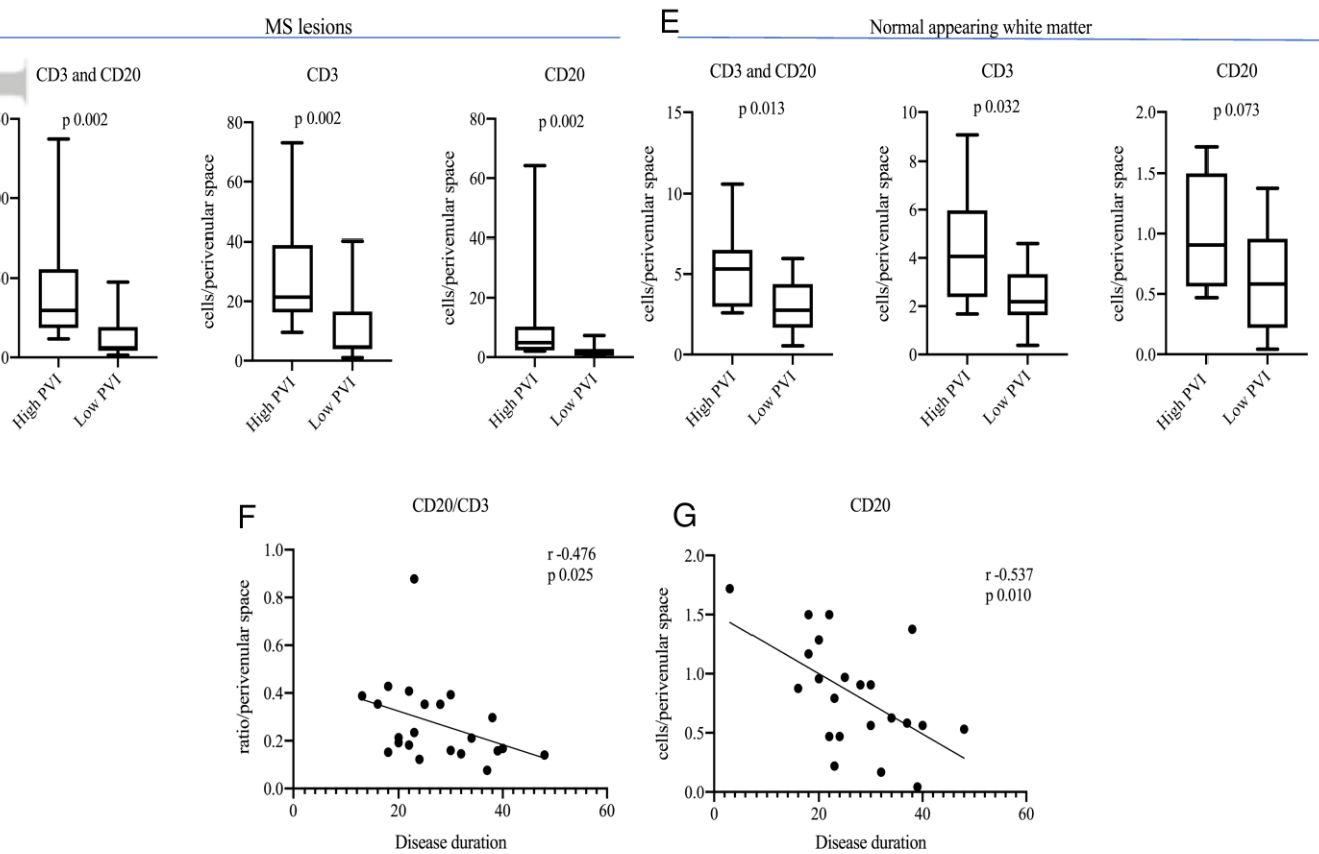 MS lesions
E
Normal appearing white matter
CD3 and CD20
CD3
CD20
CD3 and CD20
CD3
CD20
p 0.002
p 0.002
p 0.002
p 0.013
p 0.032
p 0.073
0
cells/perivenular space
80
60
40
20
0
cells/perivenular space
80
60
40
20
0
cells/perivenular space
15
10
5
0
cells/perivenular space
10
8
6
4
2
0
cells/perivenular space
2.0
1.5
1.0
0.5
0.0
High PVI
Low PVI
High PVI
Low PVI
High PVI
Low PVI
High PVI
Low PVI
High PVI
Low PVI
High PVI
Low PVI
F
CD20/CD3
r -0.476
p 0.025
ratio/perivenular space
1.0
0.8
0.6
0.4
0.2
0.0
0
20
40
60
Disease duration
G
CD20
r -0.537
p 0.010
cells/perivenular space
2.0
1.5
1.0
0.5
0.0
0
20
40
60
Disease duration